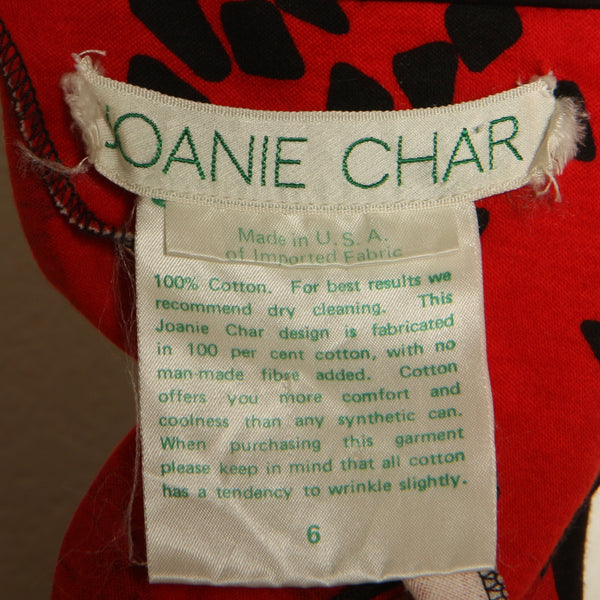 JOANIE CHAR
Made in U.S.A.
of Imported Fabric
100% Cotton. For best results we
recommend dry cleaning. This
Joanie Char design is fabricated
in 100 per cent cotton, with no
man-made fibre added. Cotton
offers you more comfort and
coolness than any synthetic can.
When purchasing this garment
please keep in mind that all cotton
has a tendency to wrinkle slightly.
6